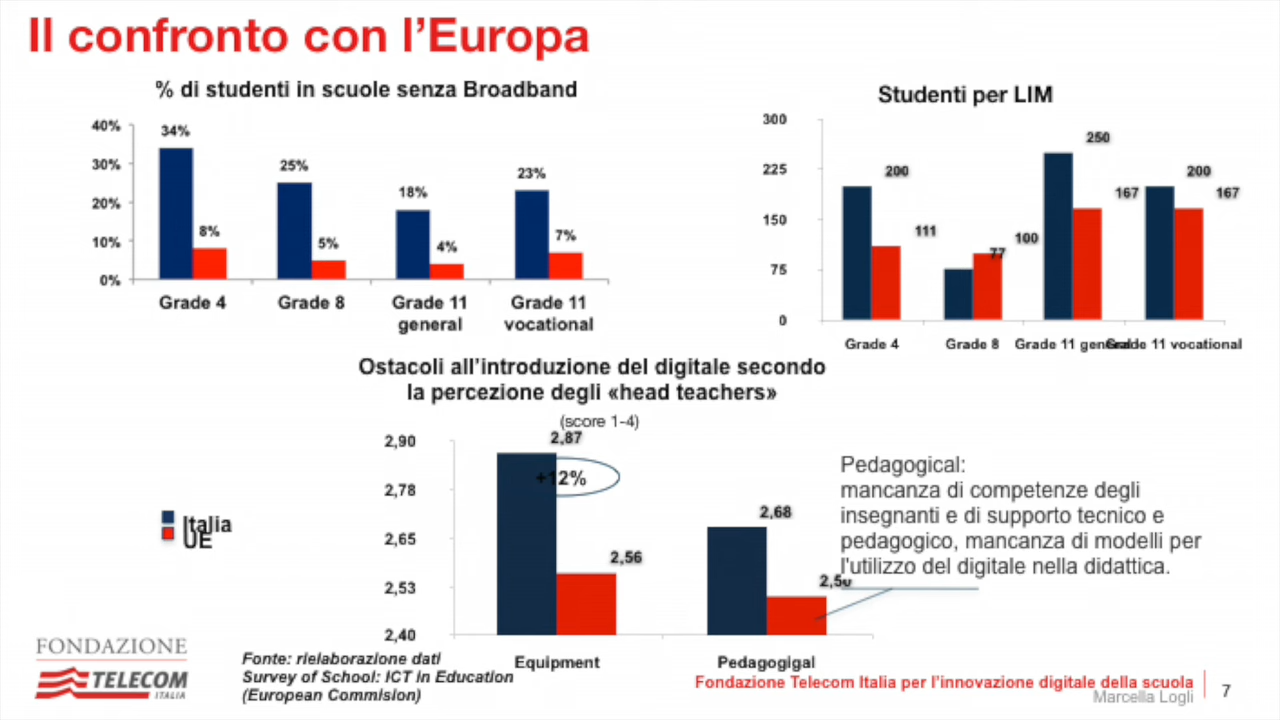 Il confronto con l’Europa
% di studenti in scuole senza Broadband
40%
30%
20%
10%
0%
34%
8%
25%
5%
18%
4%
23%
7%
Grade 4
Grade 8
Grade 11
general
Grade 11
vocational
Studenti per LIM
300
225
150
75
0
200
111
77
100
250
167
200
167
Grade 4
Grade 8
Grade 11 general
Grade 11 vocational
Ostacoli all’introduzione del digitale secondo
la percezione degli «head teachers»
(score 1-4)
2,90
2,78
2,65
2,53
2,40
2,87
+12%
2,56
2,68
2,50
Equipment
Pedagogigal
Italia
UE
Pedagogical:
mancanza di competenze degli
insegnanti e di supporto tecnico e
pedagogico, mancanza di modelli per
l'utilizzo del digitale nella didattica.
FONDAZIONE
TELECOM
ITALIA
Fonte: rielaborazione dati
Survey of School: ICT in Education
(European Commision)
Fondazione Telecom Italia per l’innovazione digitale della scuola
Marcella Logli
7